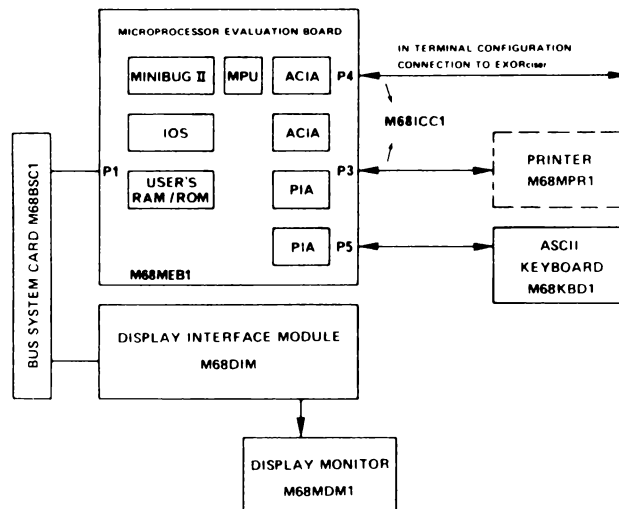 MICROPROCESSOR EVALUATION BOARD
MINIBUG II
MPU
ACIA
P4
IN TERMINAL CONFIGURATION
CONNECTION TO EXORciser
M68ICC1
IOS
ACIA
P1
P3
USER'S
RAM/ROM
PIA
PRINTER
M68MPR1
PIA
P5
ASCII
KEYBOARD
M68KBD1
M68MEB1
BUS SYSTEM CARD M68BSC1
DISPLAY INTERFACE MODULE
M68DIM
DISPLAY MONITOR
M68MDM1